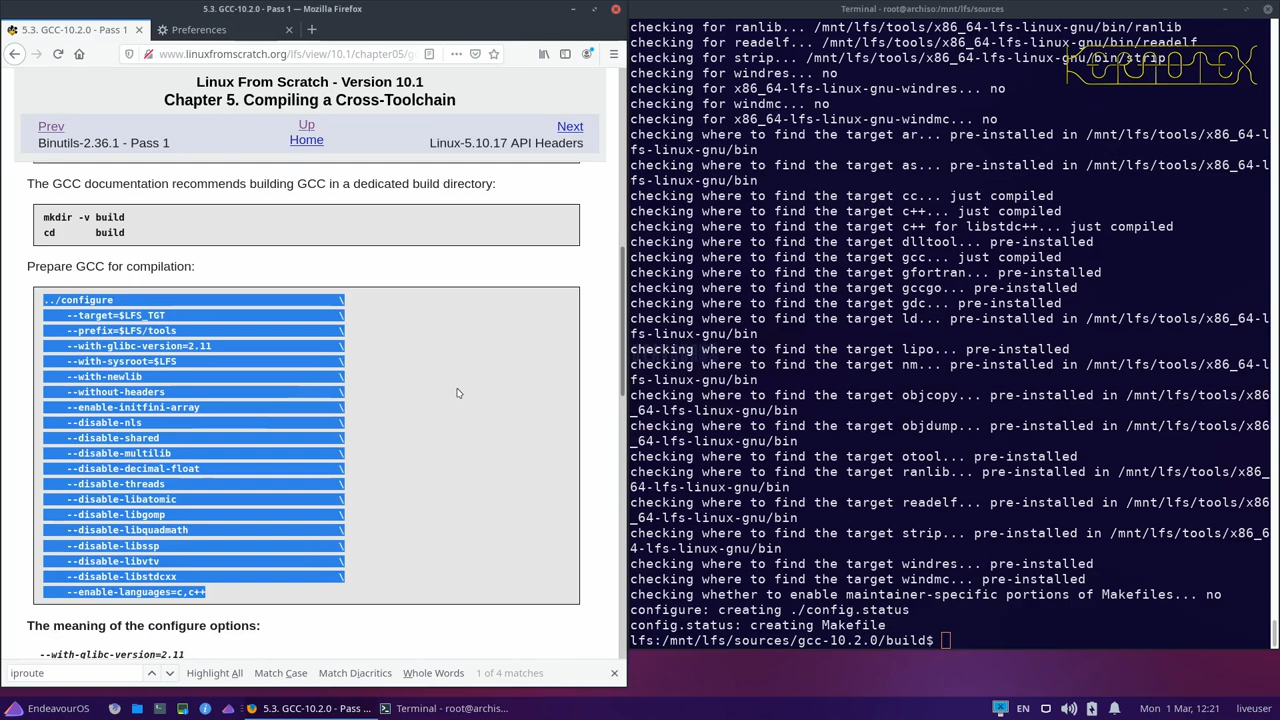 5.3. GCC-10.2.0 - Pass 1 — Mozilla Firefox
5.3. GCC-10.2.0 - Pass 1
Preferences
www.linuxfromscratch.org/lfs/view/10.1/chapter05/g
Linux From Scratch - Version 10.1
Chapter 5. Compiling a Cross-Toolchain
Prev
Up
Next
Binutils-2.36.1 - Pass 1
Home
Linux-5.10.17 API Headers
The GCC documentation recommends building GCC in a dedicated build directory:
mkdir -v build
cd       build
Prepare GCC for compilation:
../configure \
--target=$LFS_TGT \
--prefix=$LFS/tools \
--with-glibc-version=2.11 \
--with-sysroot=$LFS \
--with-newlib \
--without-headers \
--enable-initfini-array \
--disable-nls \
--disable-shared \
--disable-multilib \
--disable-decimal-float \
--disable-threads \
--disable-libatomic \
--disable-libgomp \
--disable-libquadmath \
--disable-libssp \
--disable-libvtv \
--disable-libstdcxx \
--enable-languages=c,c++
The meaning of the configure options:
--with-glibc-version=2.11
iproute
Highlight All
Match Case
Match Diacritics
Whole Words
1 of 4 matches
Terminal - root@archiso:/mnt/lfs/sources
checking for ranlib... /mnt/lfs/tools/x86_64-lfs-linux-gnu/bin/ranlib
checking for readelf... /mnt/lfs/tools/x86_64-lfs-linux-gnu/bin/readelf
checking for strip... /mnt/lfs/tools/x86_64-lfs-linux-gnu/bin/strip
checking for windres... no
checking for x86_64-lfs-linux-gnu-windres... no
checking for windmc... no
checking for x86_64-lfs-linux-gnu-windmc... no
checking where to find the target ar... pre-installed in /mnt/lfs/tools/x86_64-l
fs-linux-gnu/bin
checking where to find the target as... pre-installed in /mnt/lfs/tools/x86_64-l
fs-linux-gnu/bin
checking where to find the target cc... just compiled
checking where to find the target c++... just compiled
checking where to find the target c++ for libstdc++... just compiled
checking where to find the target dlltool... pre-installed
checking where to find the target gcc... just compiled
checking where to find the target gfortran... pre-installed
checking where to find the target gccgo... pre-installed
checking where to find the target gdc... pre-installed
checking where to find the target ld... pre-installed in /mnt/lfs/tools/x86_64-l
fs-linux-gnu/bin
checking where to find the target lipo... pre-installed
checking where to find the target nm... pre-installed in /mnt/lfs/tools/x86_64-l
fs-linux-gnu/bin
checking where to find the target objcopy... pre-installed in /mnt/lfs/tools/x86
_64-lfs-linux-gnu/bin
checking where to find the target objdump... pre-installed in /mnt/lfs/tools/x86
_64-lfs-linux-gnu/bin
checking where to find the target otool... pre-installed
checking where to find the target ranlib... pre-installed in /mnt/lfs/tools/x86_
64-lfs-linux-gnu/bin
checking where to find the target readelf... pre-installed in /mnt/lfs/tools/x86
_64-lfs-linux-gnu/bin
checking where to find the target strip... pre-installed in /mnt/lfs/tools/x86_6
4-lfs-linux-gnu/bin
checking where to find the target windres... pre-installed
checking where to find the target windmc... pre-installed
checking whether to enable maintainer-specific portions of Makefiles... no
configure: creating ./config.status
config.status: creating Makefile
lfs:/mnt/lfs/sources/gcc-10.2.0/build$
EndeavourOS
5.3. GCC-10.2.0 - Pass ...
Terminal - root@archis...
EN
Mon 1 Mar, 12:21
liveuser